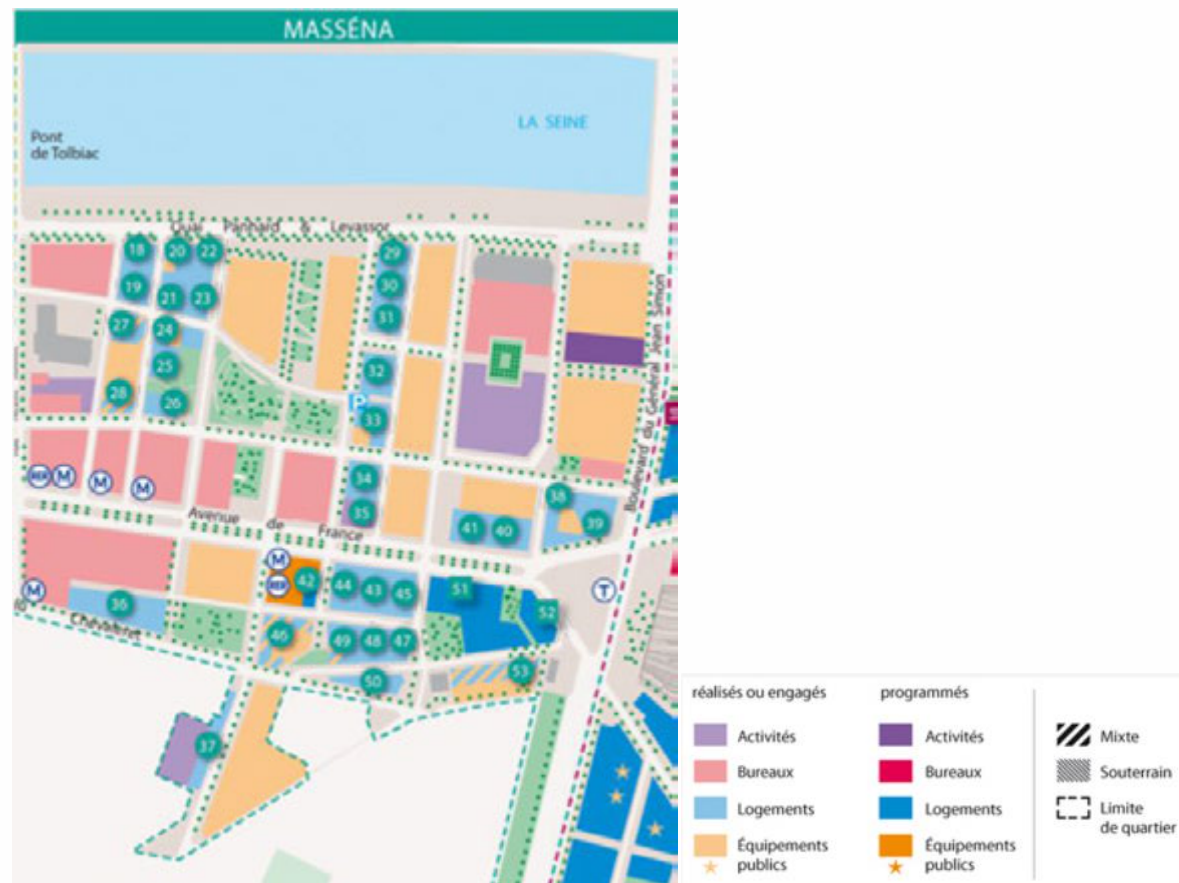 MASSÉNA
LA SEINE
Pont
de Tolbiac
Quai Panhard & Levassor
18
20
22
29
19
21
23
30
31
27
24
25
32
28
26
P
33
Boulevard du Général Jean Simon
RER
M
M
M
34
38
35
39
41
40
Avenue de France
M
RER
42
44
43
45
51
M
36
T
52
Chevaleret
46
49
48
47
50
53
37
réalisés ou engagés
programmés
Activités
Activités
Mixte
Bureaux
Bureaux
Souterrain
Logements
Logements
Limite
de quartier
Équipements
publics
Équipements
publics